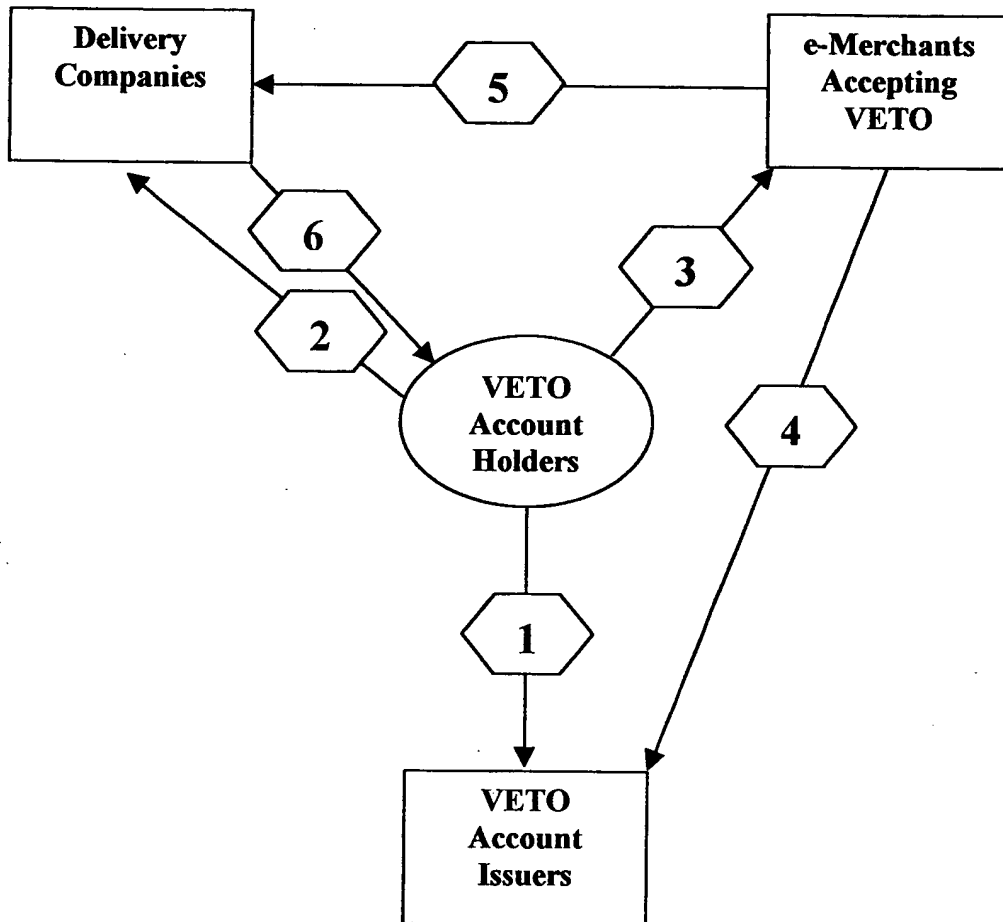 Delivery
Companies
e-Merchants
Accepting
VETO
5
6
3
2
VETO
Account
Holders
4
1
VETO
Account
Issuers